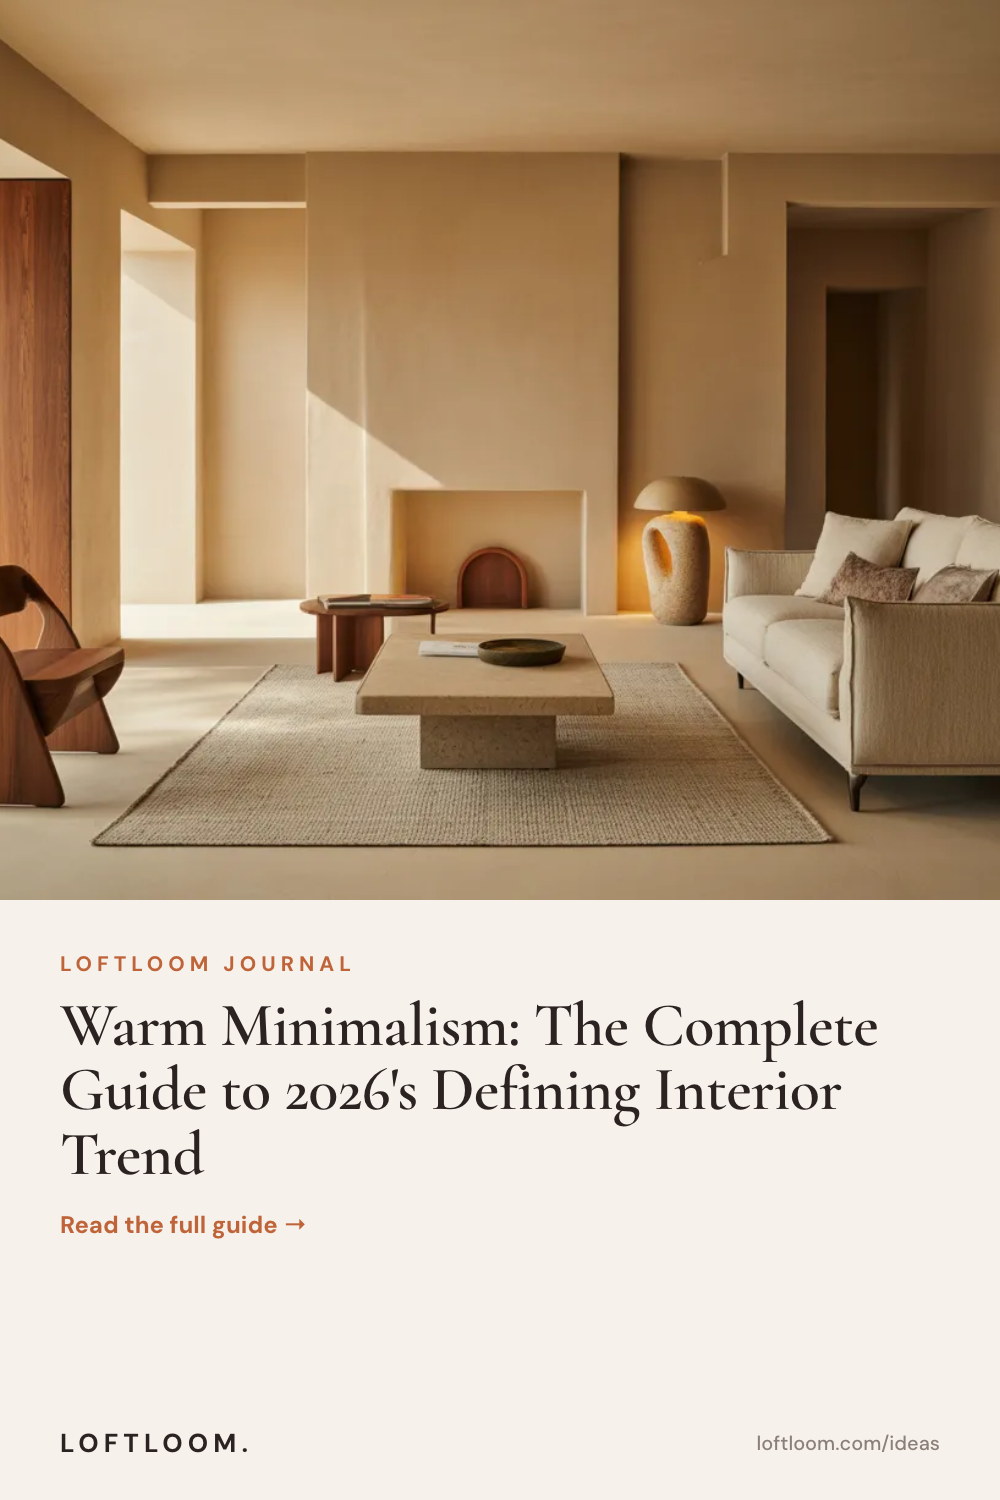 LOFTLOOM JOURNAL
Warm Minimalism: The Complete
Guide to 2026's Defining Interior
Trend
Read the full guide →
LOFTLOOM.
loftloom.com/ideas